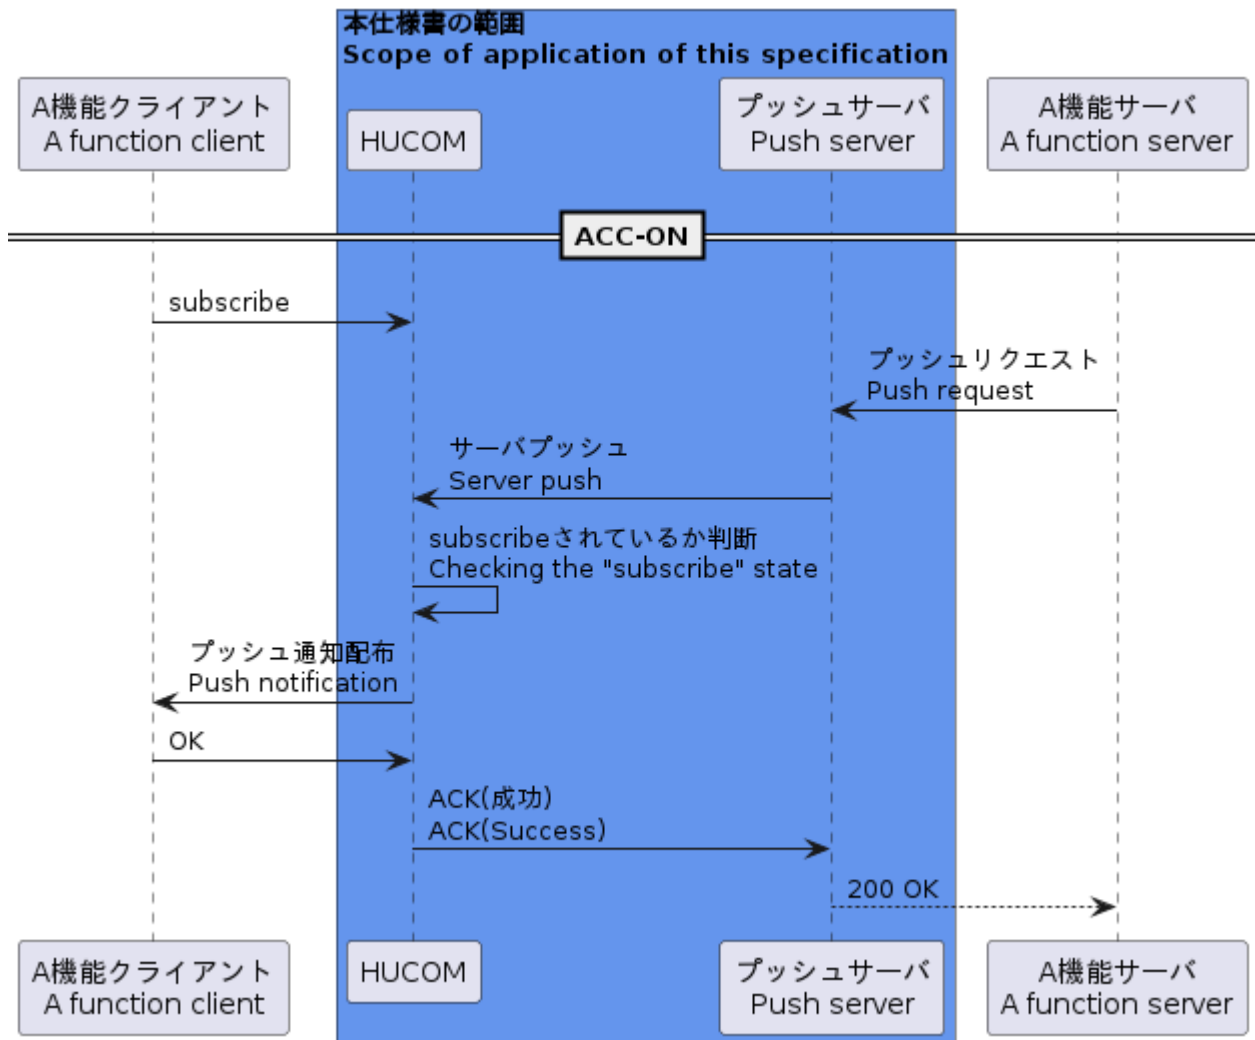 本仕様書の範囲
Scope of application of this specification
A機能クライアント
A function client
HUCOM
プッシュサーバ
Push server
A機能サーバ
A function server
ACC-ON
subscribe
プッシュリクエスト
Push request
サーバプッシュ
Server push
subscribeされているか判断
Checking the "subscribe" state
プッシュ通知配布
Push notification
OK
ACK(成功)
ACK(Success)
200 OK
A機能クライアント
A function client
HUCOM
プッシュサーバ
Push server
A機能サーバ
A function server